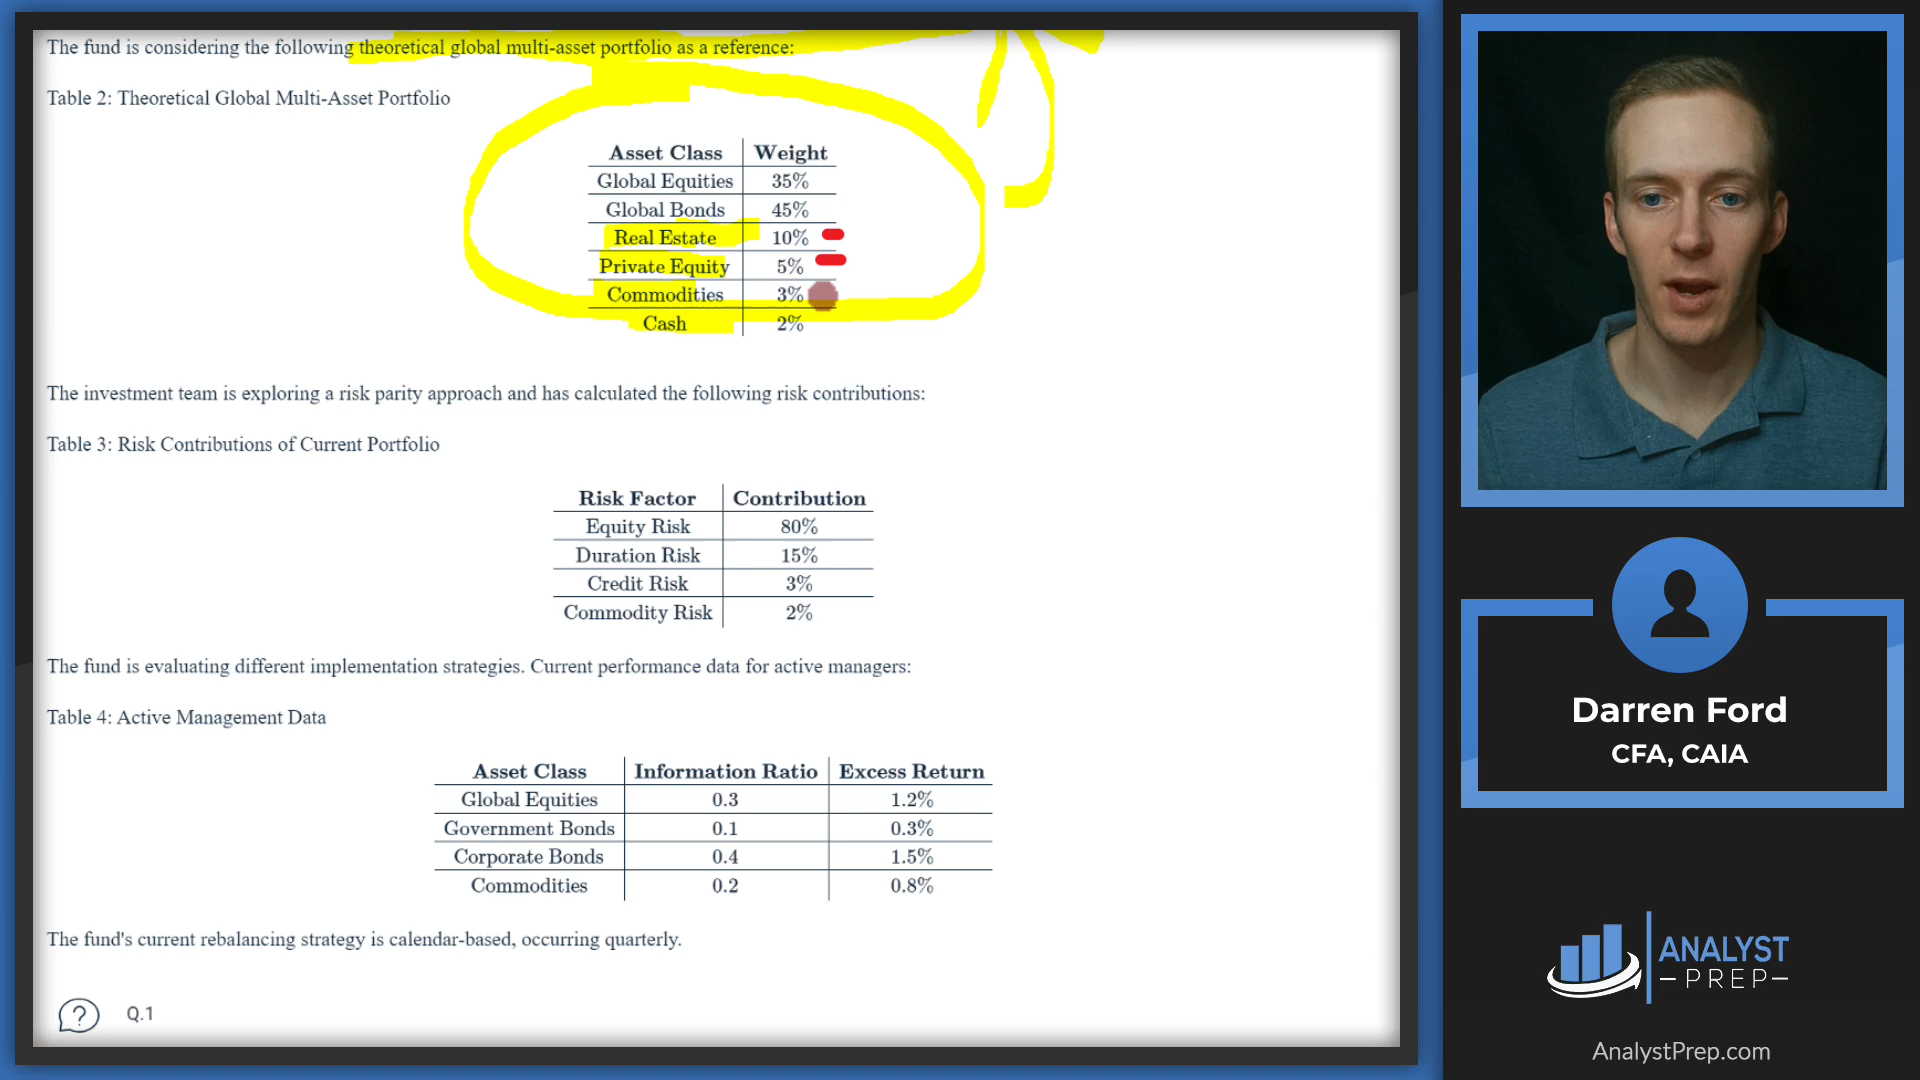 The fund is considering the following theoretical global multi-asset portfolio as a reference:
Table 2: Theoretical Global Multi-Asset Portfolio
Asset Class Weight
Global Equities 35%
Global Bonds 45%
Real Estate 10%
Private Equity 5%
Commodities 3%
Cash 2%
The investment team is exploring a risk parity approach and has calculated the following risk contributions:
Table 3: Risk Contributions of Current Portfolio
Risk Factor Contribution
Equity Risk 80%
Duration Risk 15%
Credit Risk 3%
Commodity Risk 2%
The fund is evaluating different implementation strategies. Current performance data for active managers:
Table 4: Active Management Data
Asset Class Information Ratio Excess Return
Global Equities 0.3 1.2%
Government Bonds 0.1 0.3%
Corporate Bonds 0.4 1.5%
Commodities 0.2 0.8%
The fund's current rebalancing strategy is calendar-based, occurring quarterly.
? Q.1
Darren Ford
CFA, CAIA
ANALYST
PREP
AnalystPrep.com